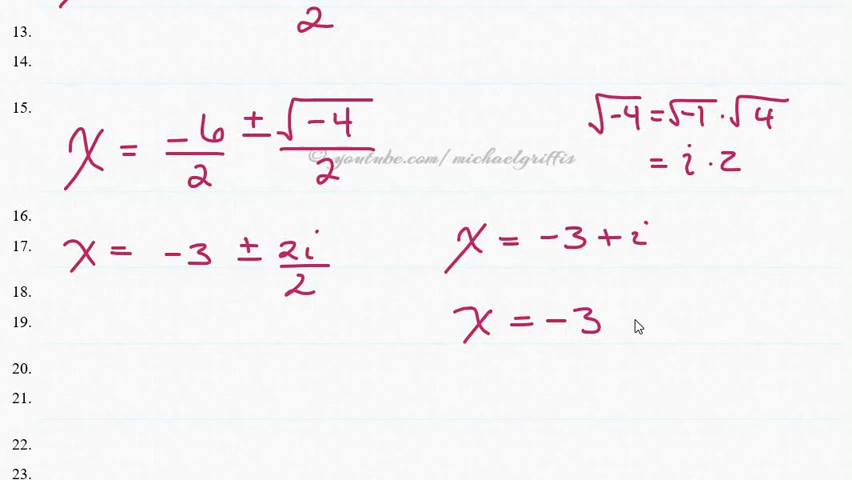 13. 2
14.
15. x = -6/2 ± √-4/2 √-4 = √-1 · √4
© youtube.com/michaelgriffis = i · 2
16. x = -3 + i
17. x = -3 ± 2i/2
18.
19. x = -3
20.
21.
22.
23.